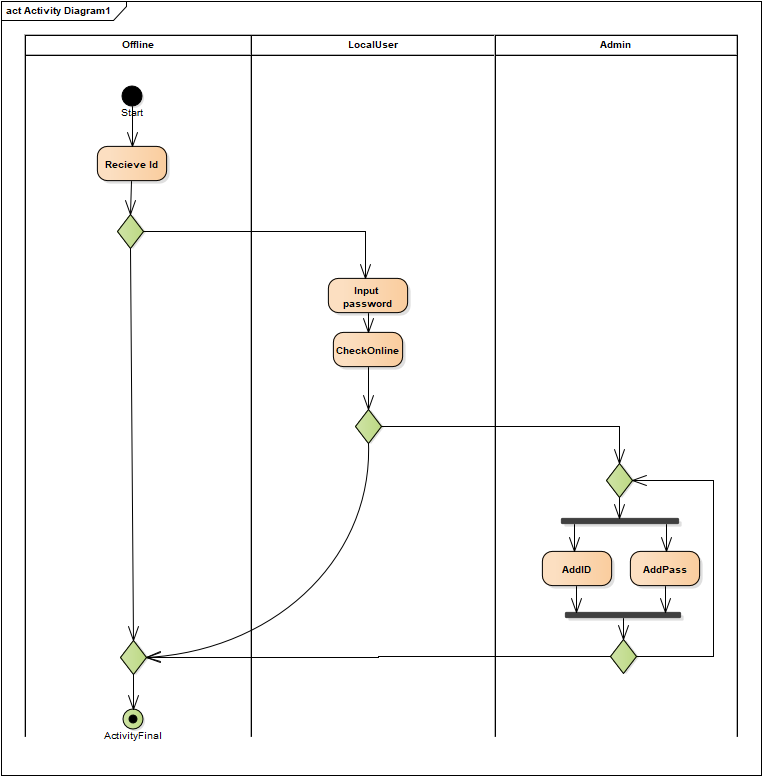 act Activity Diagram1
Offline
LocalUser
Admin
Start
Recieve Id
Input
password
CheckOnline
AddID
AddPass
ActivityFinal